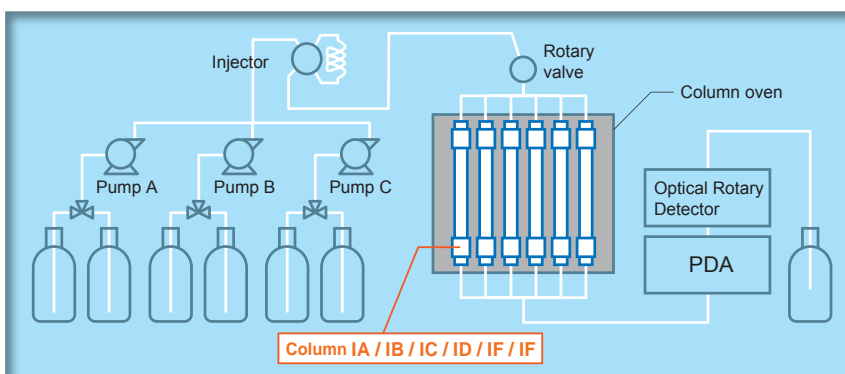 Injector
Rotary
valve
Column oven
Pump A
Pump B
Pump C
Optical Rotary
Detector
PDA
Column IA / IB / IC / ID / IF / IF